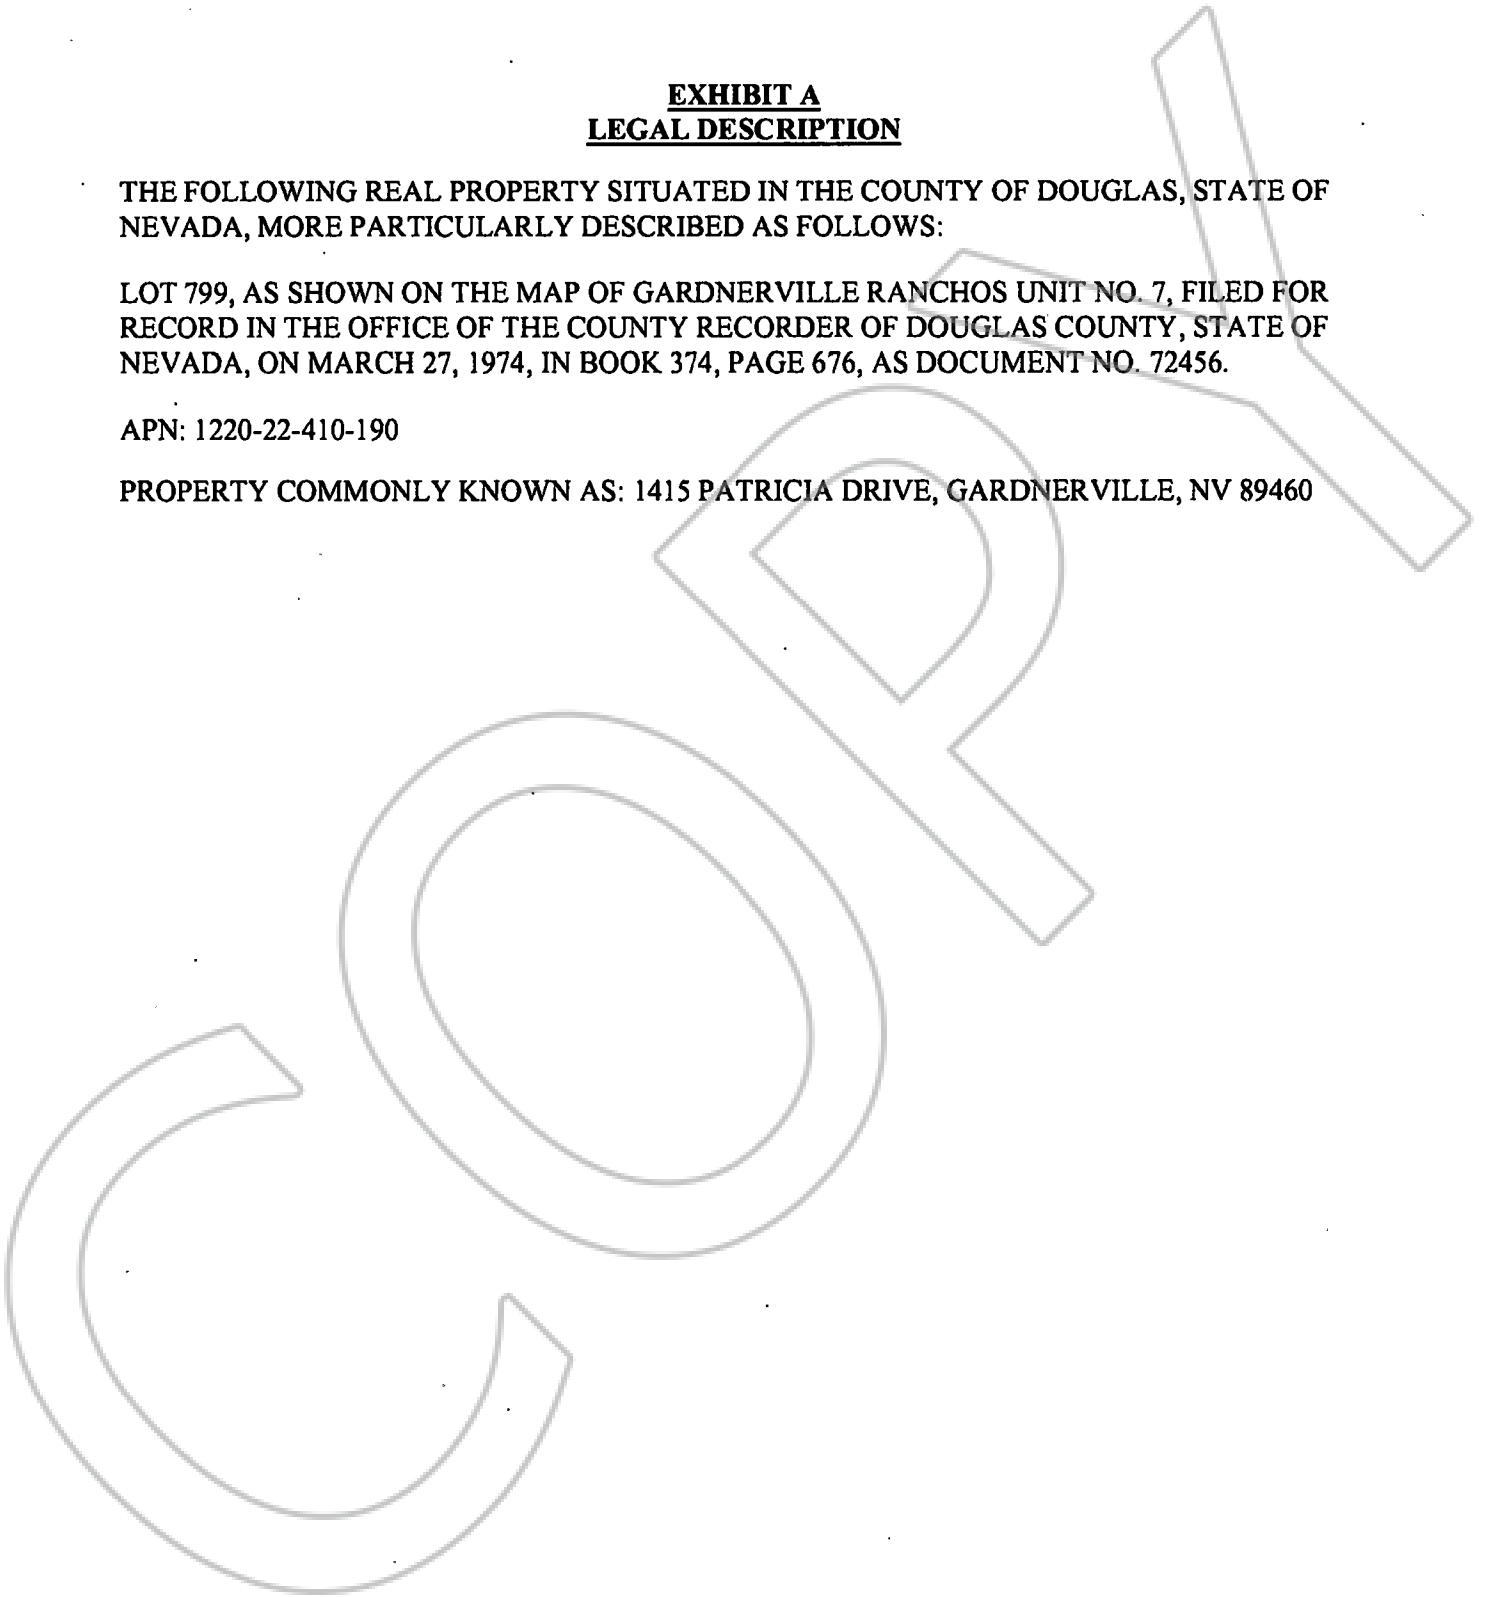 EXHIBIT A
LEGAL DESCRIPTION
THE FOLLOWING REAL PROPERTY SITUATED IN THE COUNTY OF DOUGLAS, STATE OF
NEVADA, MORE PARTICULARLY DESCRIBED AS FOLLOWS:
LOT 799, AS SHOWN ON THE MAP OF GARDNERVILLE RANCHOS UNIT NO. 7, FILED FOR
RECORD IN THE OFFICE OF THE COUNTY RECORDER OF DOUGLAS COUNTY, STATE OF
NEVADA, ON MARCH 27, 1974, IN BOOK 374, PAGE 676, AS DOCUMENT NO. 72456.
APN: 1220-22-410-190
PROPERTY COMMONLY KNOWN AS: 1415 PATRICIA DRIVE, GARDNERVILLE, NV 89460
COPY